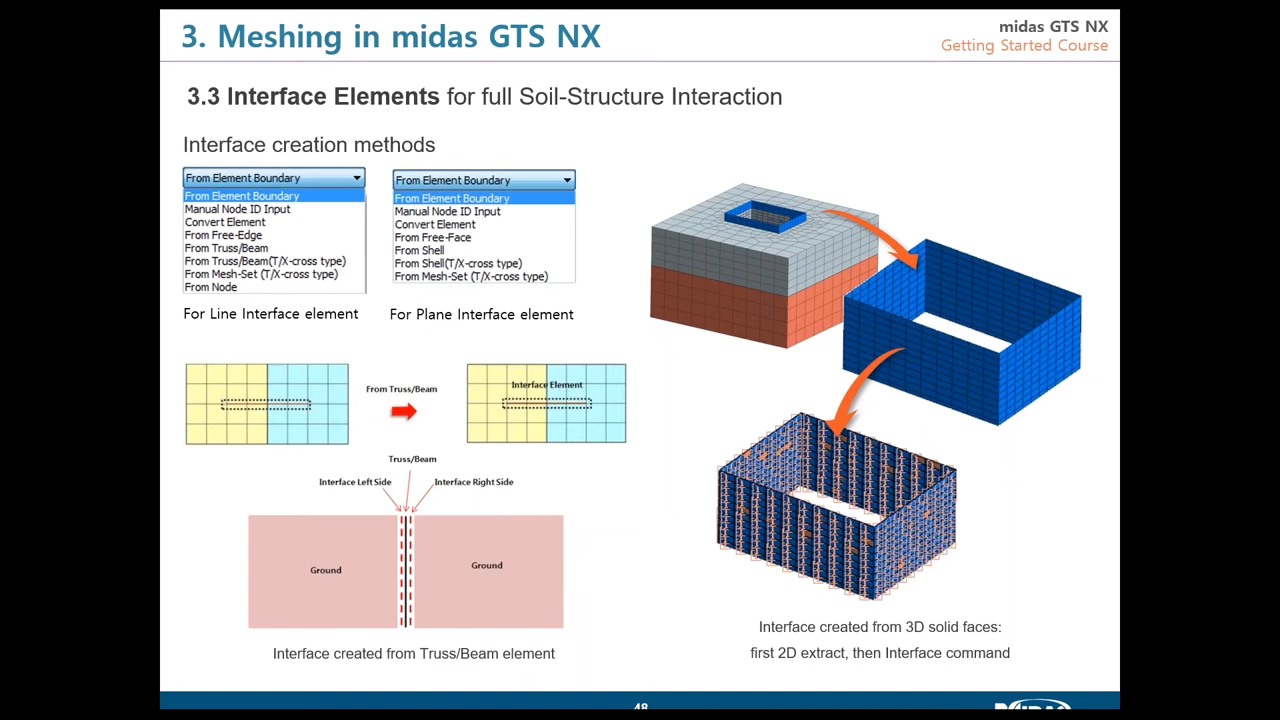 3. Meshing in midas GTS NX
midas GTS NX
Getting Started Course
3.3 Interface Elements for full Soil-Structure Interaction
Interface creation methods
From Element Boundary
From Element Boundary
Manual Node ID Input
Convert Element
From Free-Edge
From Truss/Beam
From Truss/Beam(T/X-cross type)
From Mesh-Set (T/X-cross type)
From Node
For Line Interface element
From Element Boundary
From Element Boundary
Manual Node ID Input
Convert Element
From Free-Face
From Shell
From Shell(T/X-cross type)
From Mesh-Set (T/X-cross type)
For Plane Interface element
From Truss/Beam
Interface Element
Truss/Beam
Interface Left Side
Interface Right Side
Ground
Ground
Interface created from Truss/Beam element
Interface created from 3D solid faces:
first 2D extract, then Interface command
48